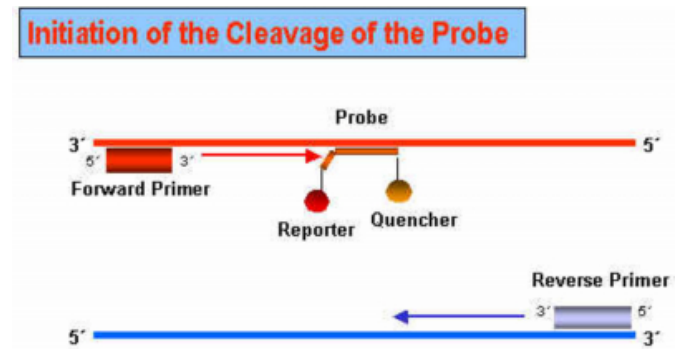 Initiation of the Cleavage of the Probe
Probe
3´ 5´
5´ 3´
Forward Primer
Reporter Quencher
Reverse Primer
3´ 5´
5´ 3´